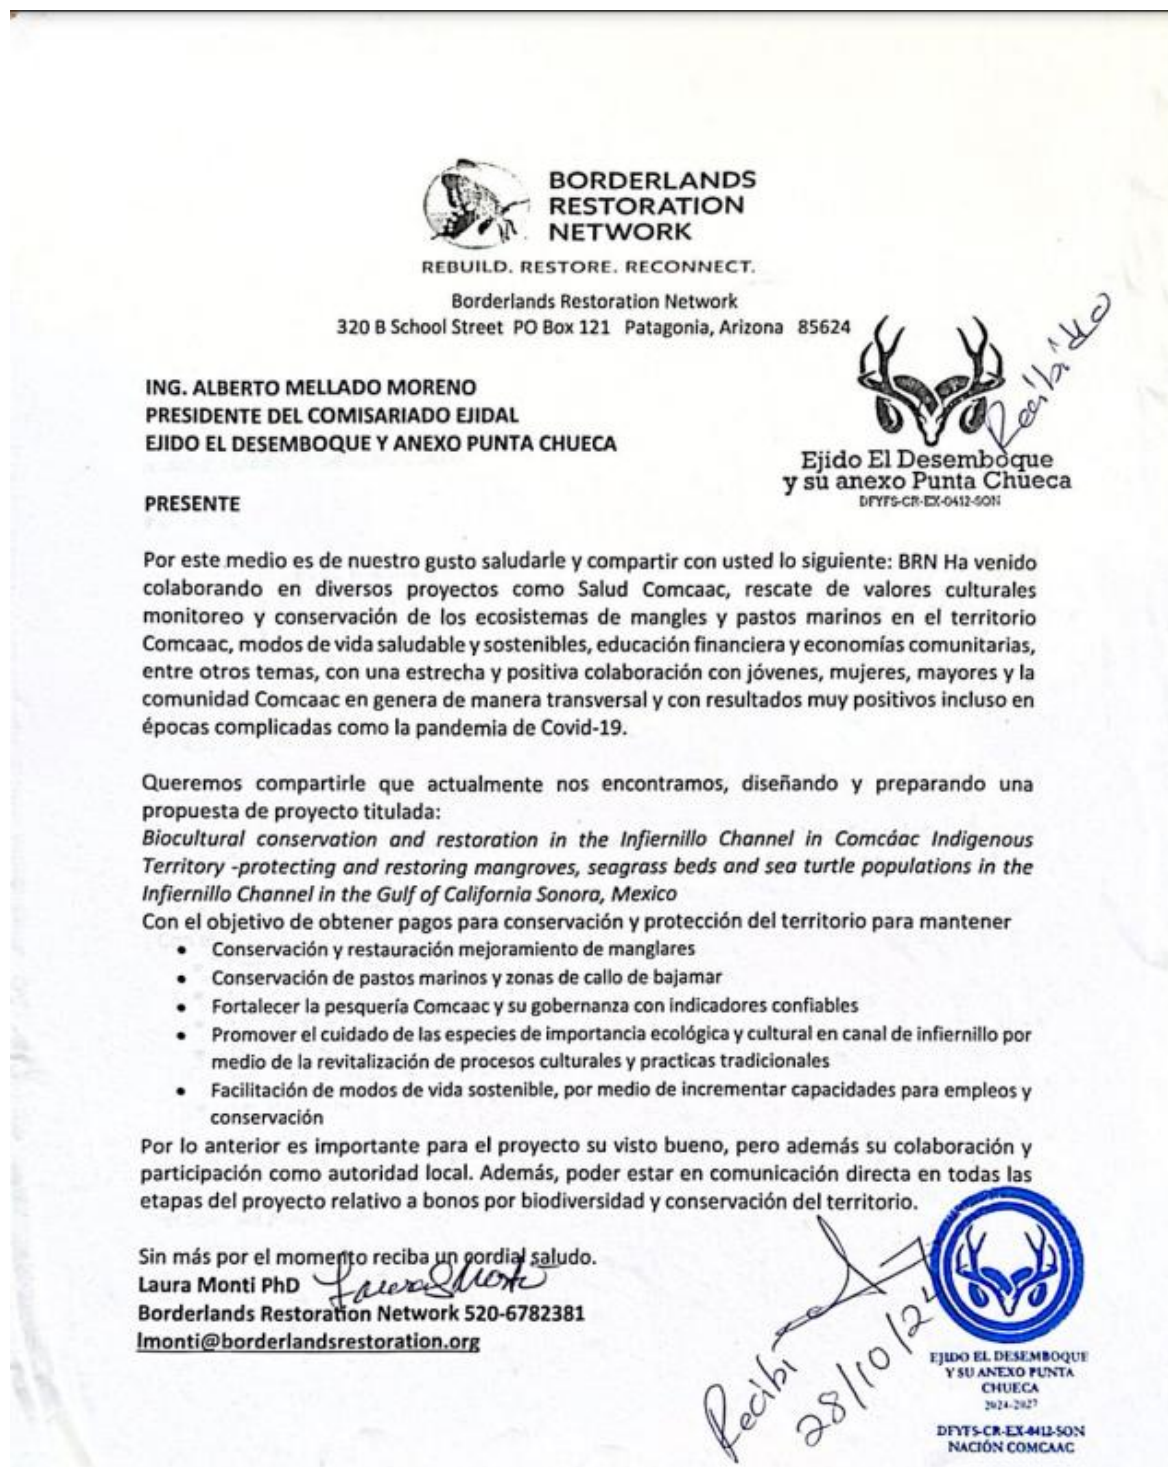 BORDERLANDS
RESTORATION
NETWORK
REBUILD. RESTORE. RECONNECT.
Borderlands Restoration Network
320 B School Street PO Box 121 Patagonia, Arizona 85624
Recibido
ING. ALBERTO MELLADO MORENO
PRESIDENTE DEL COMISARIADO EJIDAL
EJIDO EL DESEMBOQUE Y ANEXO PUNTA CHUECA
Ejido El Desemboque
y su anexo Punta Chueca
DFYFS-CR-EX-0412-SON
PRESENTE
Por este medio es de nuestro gusto saludarle y compartir con usted lo siguiente: BRN Ha venido
colaborando en diversos proyectos como Salud Comcaac, rescate de valores culturales
monitoreo y conservación de los ecosistemas de mangles y pastos marinos en el territorio
Comcaac, modos de vida saludable y sostenibles, educación financiera y economías comunitarias,
entre otros temas, con una estrecha y positiva colaboración con jóvenes, mujeres, mayores y la
comunidad Comcaac en genera de manera transversal y con resultados muy positivos incluso en
épocas complicadas como la pandemia de Covid-19.
Queremos compartirle que actualmente nos encontramos, diseñando y preparando una
propuesta de proyecto titulada:
Biocultural conservation and restoration in the Infiernillo Channel in Comcáac Indigenous
Territory -protecting and restoring mangroves, seagrass beds and sea turtle populations in the
Infiernillo Channel in the Gulf of California Sonora, Mexico
Con el objetivo de obtener pagos para conservación y protección del territorio para mantener
• Conservación y restauración mejoramiento de manglares
• Conservación de pastos marinos y zonas de callo de bajamar
• Fortalecer la pesquería Comcaac y su gobernanza con indicadores confiables
• Promover el cuidado de las especies de importancia ecológica y cultural en canal de infiernillo por
medio de la revitalización de procesos culturales y practicas tradicionales
• Facilitación de modos de vida sostenible, por medio de incrementar capacidades para empleos y
conservación
Por lo anterior es importante para el proyecto su visto bueno, pero además su colaboración y
participación como autoridad local. Además, poder estar en comunicación directa en todas las
etapas del proyecto relativo a bonos por biodiversidad y conservación del territorio.
Sin más por el momento reciba un cordial saludo.
Laura Monti PhD Laura S Monti
Borderlands Restoration Network 520-6782381
lmonti@borderlandsrestoration.org
Recibi
28/10/24
EJIDO EL DESEMBOQUE
Y SU ANEXO PUNTA
CHUECA
2024-2027
DFYFS-CR-EX-0412-SON
NACIÓN COMCAAC